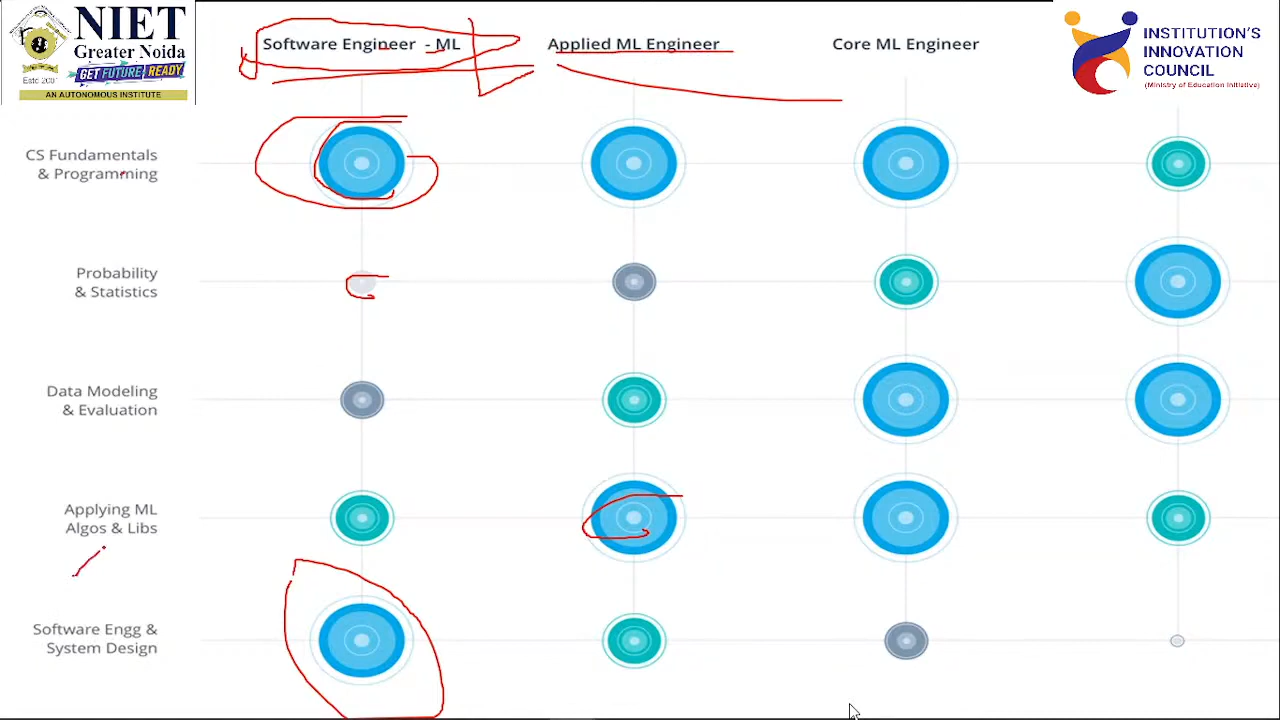 NIET
Greater Noida
Estd 2001
GET FUTURE READY
AN AUTONOMOUS INSTITUTE
Software Engineer - ML
Applied ML Engineer
Core ML Engineer
INSTITUTION'S
INNOVATION
COUNCIL
(Ministry of Education Initiative)
CS Fundamentals
& Programming
Probability
& Statistics
Data Modeling
& Evaluation
Applying ML
Algos & Libs
Software Engg &
System Design